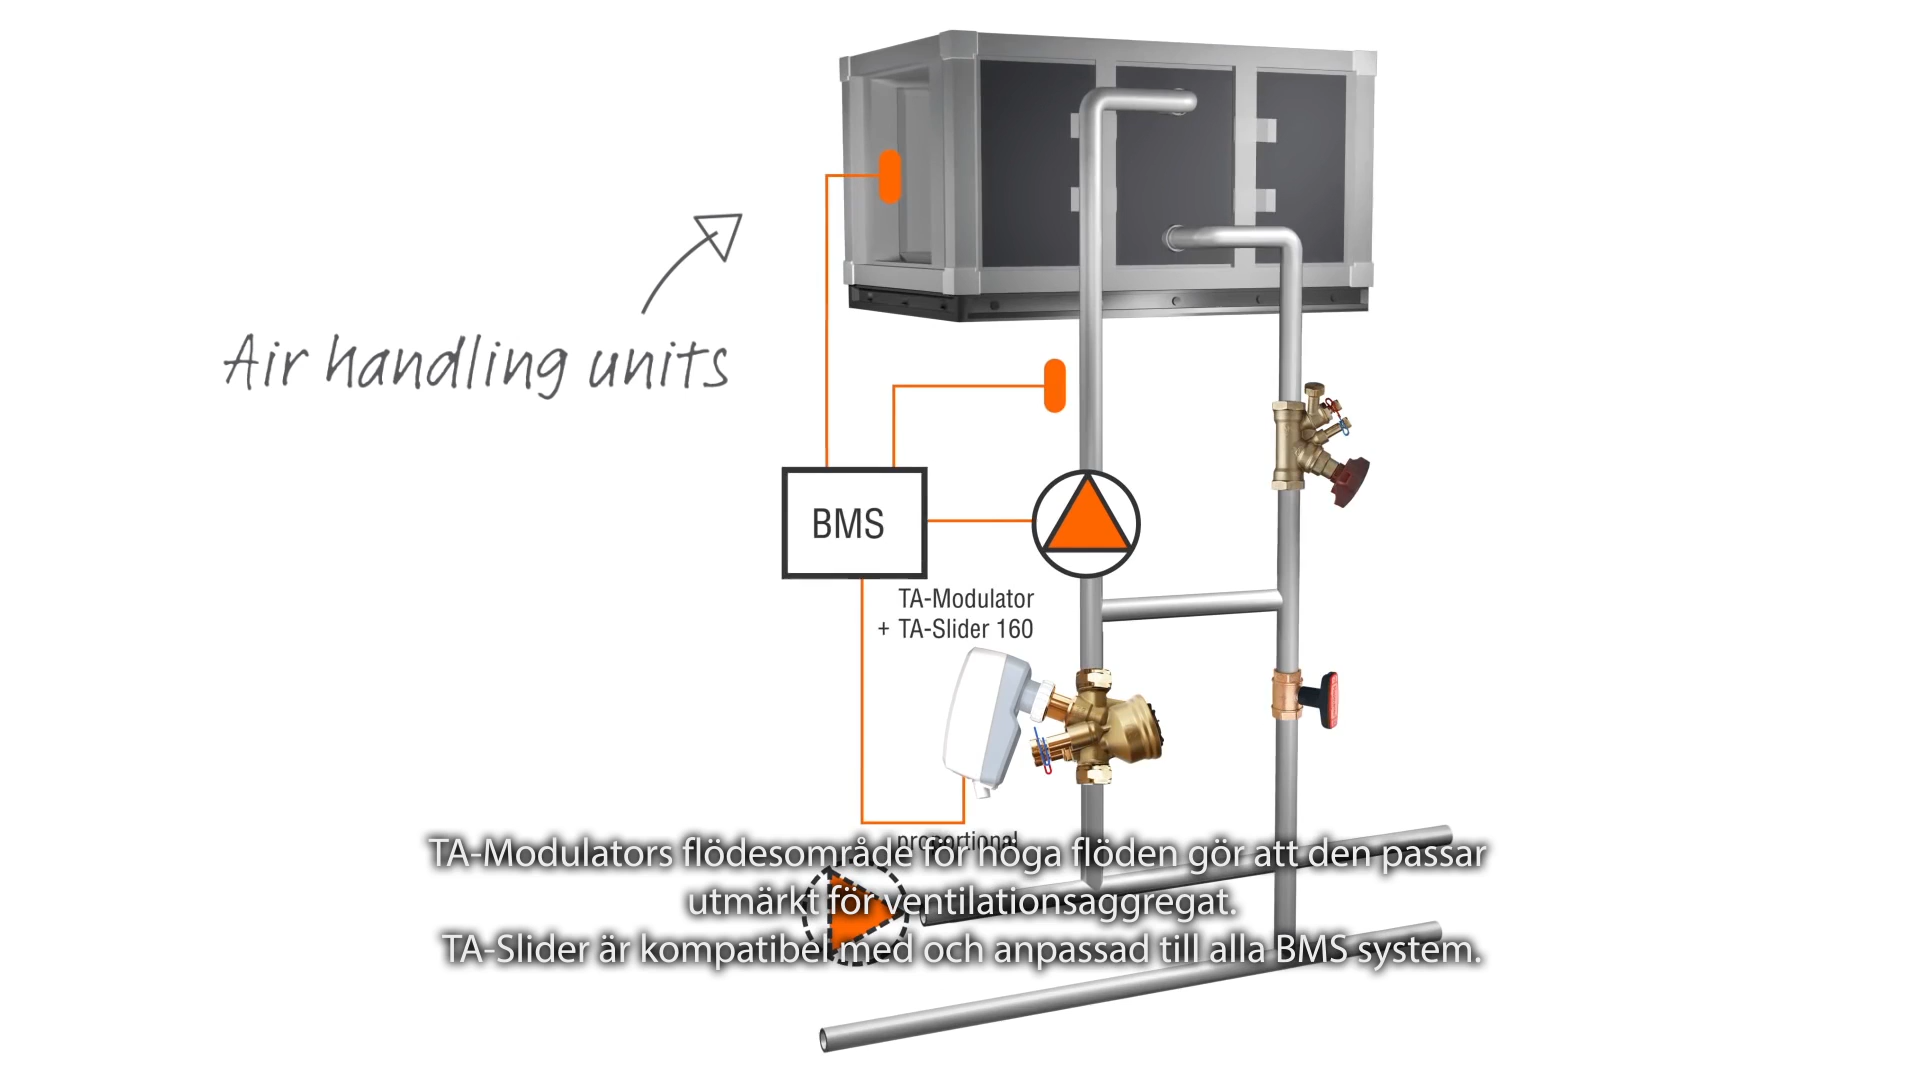 Air handling units
BMS
TA-Modulator
+ TA-Slider 160
proportional
TA-Modulators flödesområde för höga flöden gör att den passar
utmärkt för ventilationsaggregat.
TA-Slider är kompatibel med och anpassad till alla BMS system.